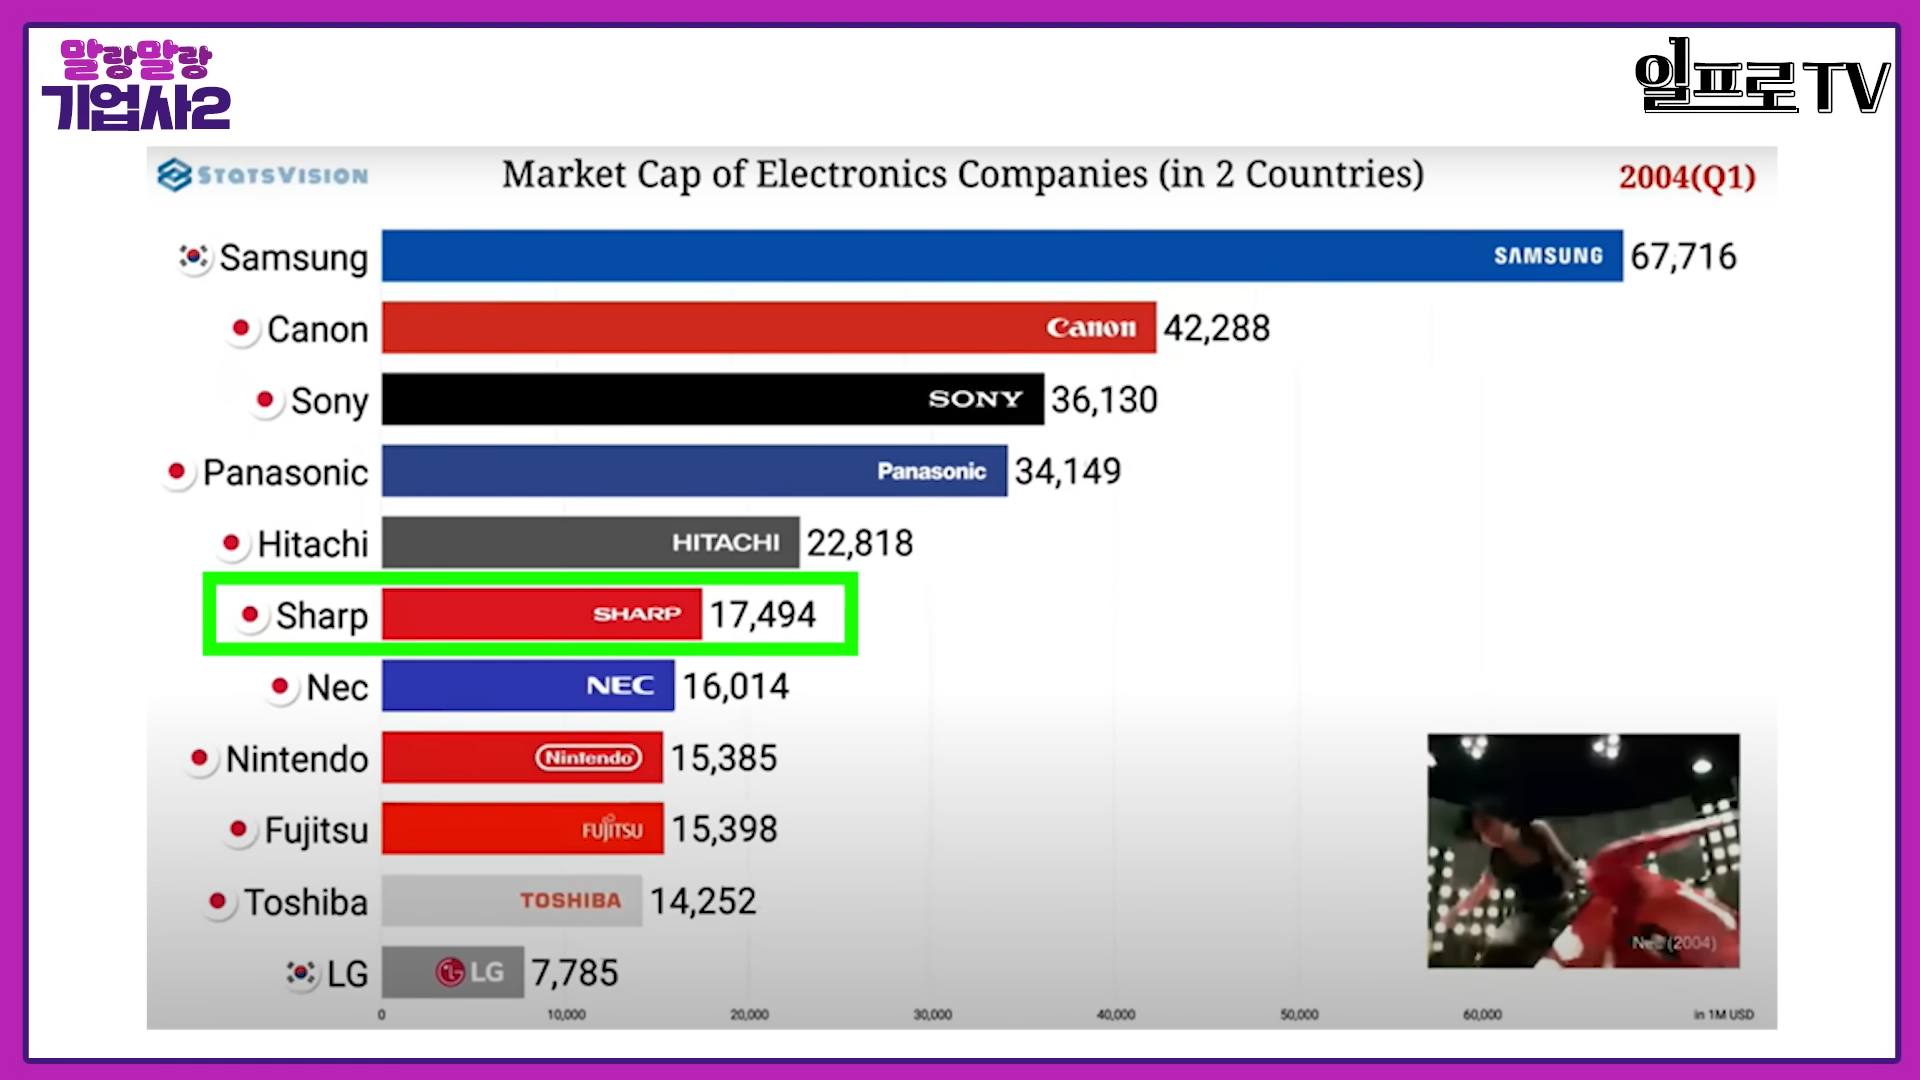 말랑말랑
기업사2
일프로TV
STATSVISION
Market Cap of Electronics Companies (in 2 Countries)
2004(Q1)
Samsung SAMSUNG 67,716
Canon Canon 42,288
Sony SONY 36,130
Panasonic Panasonic 34,149
Hitachi HITACHI 22,818
Sharp SHARP 17,494
Nec NEC 16,014
Nintendo Nintendo 15,385
Fujitsu FUJITSU 15,398
Toshiba TOSHIBA 14,252
LG LG 7,785
Nec (2004)
0 10,000 20,000 30,000 40,000 50,000 60,000 in 1M USD